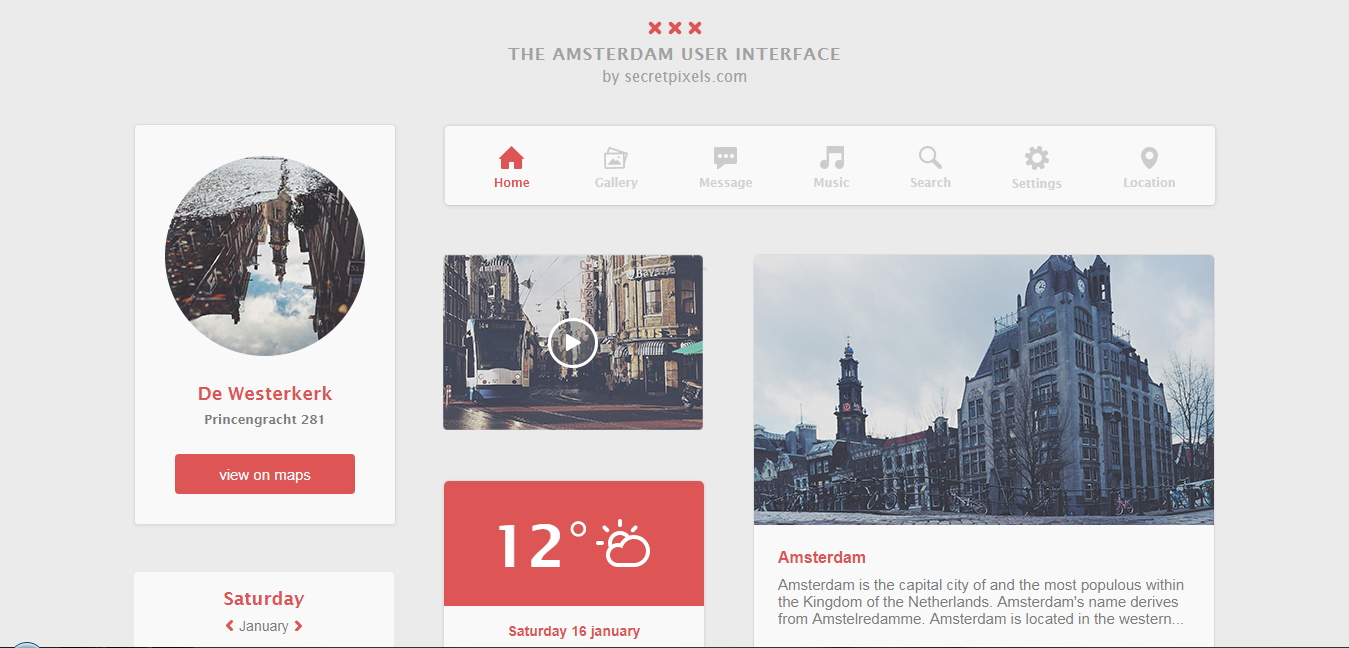 THE AMSTERDAM USER INTERFACE
by secretpixels.com
Home
Gallery
Message
Music
Search
Settings
Location
De Westerkerk
Princengracht 281
view on maps
Bavaria
12°
Saturday
January
Saturday 16 january
Amsterdam
Amsterdam is the capital city of and the most populous within
the Kingdom of the Netherlands. Amsterdam's name derives
from Amstelredamme. Amsterdam is located in the western...